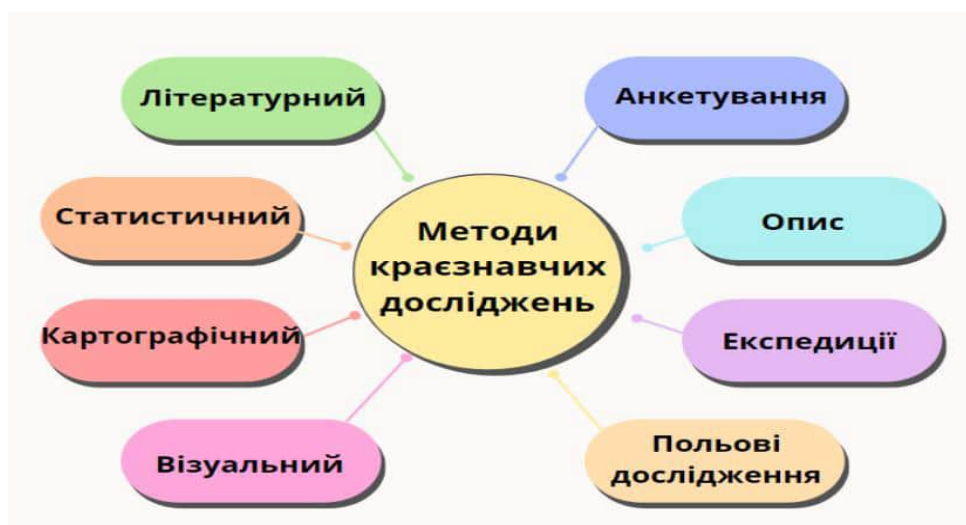 Літературний
Анкетування
Статистичний
Опис
Методи
краєзнавчих
досліджень
Картографічний
Експедиції
Візуальний
Польові
дослідження